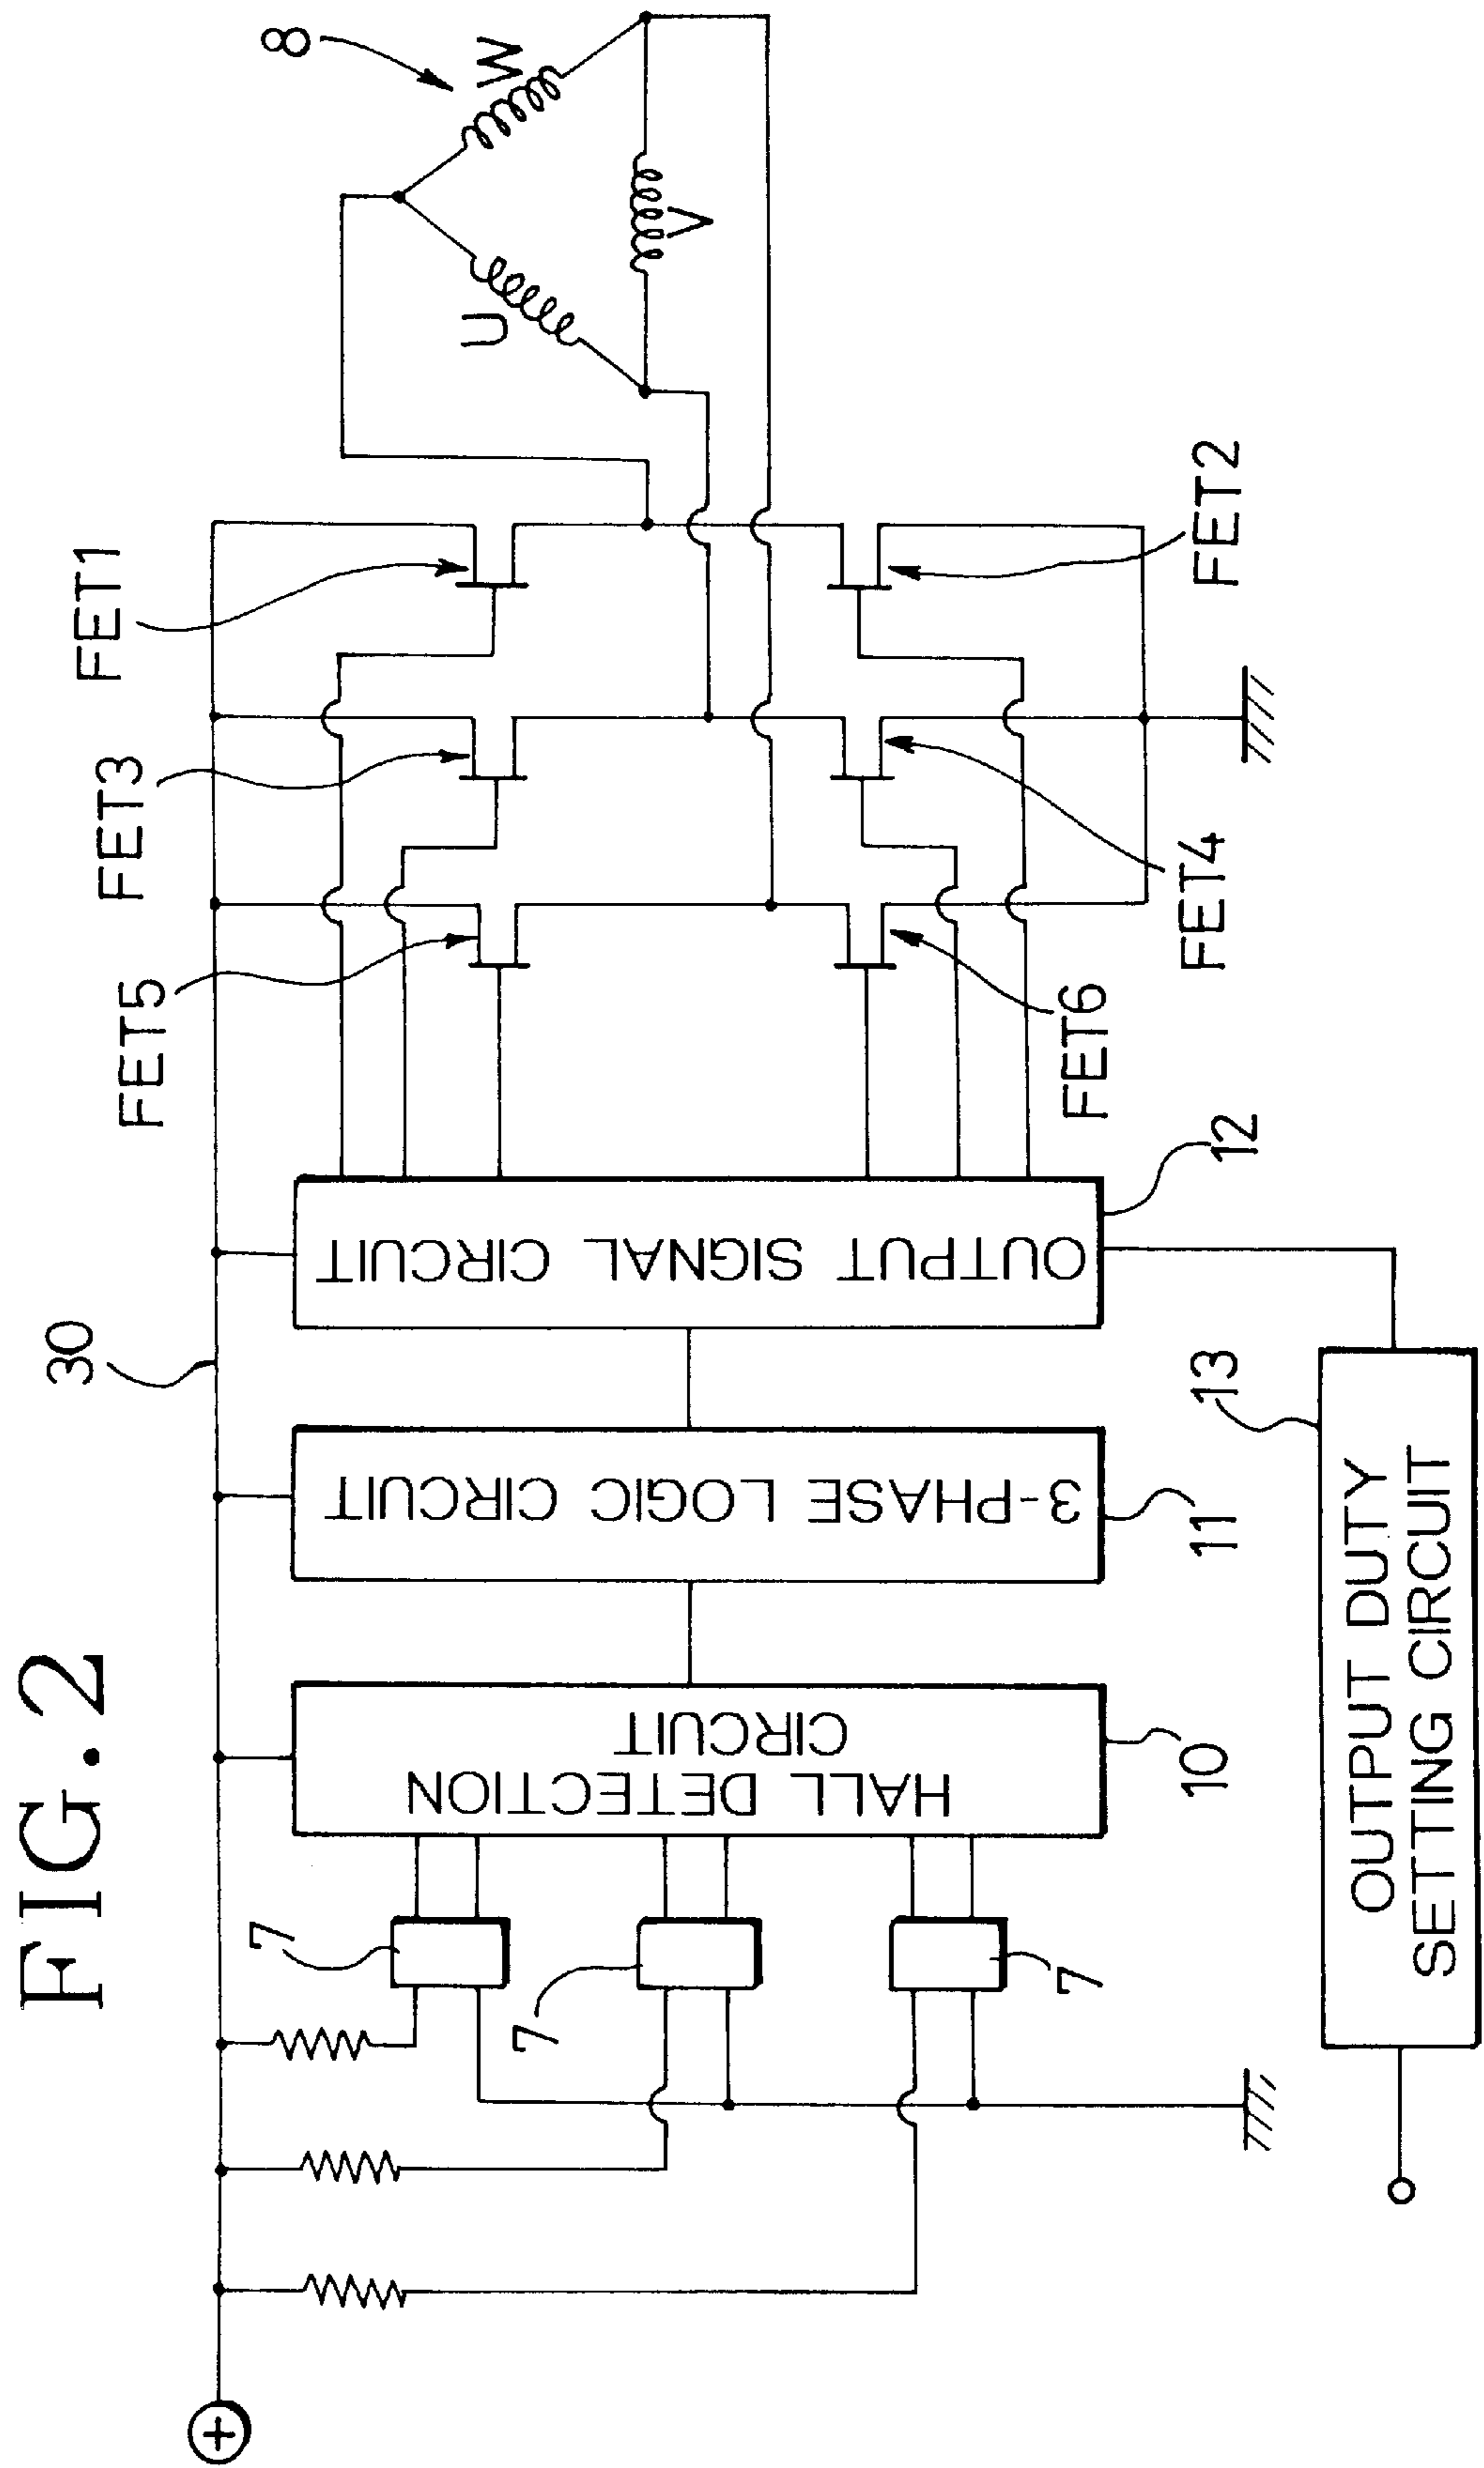 FIG.2
30
FET5
FET3
FET1
8
U
W
V
7
7
7
HALL DETECTION
CIRCUIT
10
3-PHASE LOGIC CIRCUIT
11
OUTPUT SIGNAL CIRCUIT
12
FET6
FET4
FET2
13
OUTPUT DUTY
SETTING CIRCUIT
+